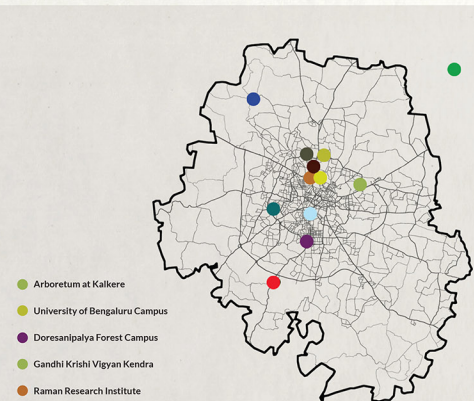 Arboretum at Kalkere
University of Bengaluru Campus
Doresanipalya Forest Campus
Gandhi Krishi Vigyan Kendra
Raman Research Institute